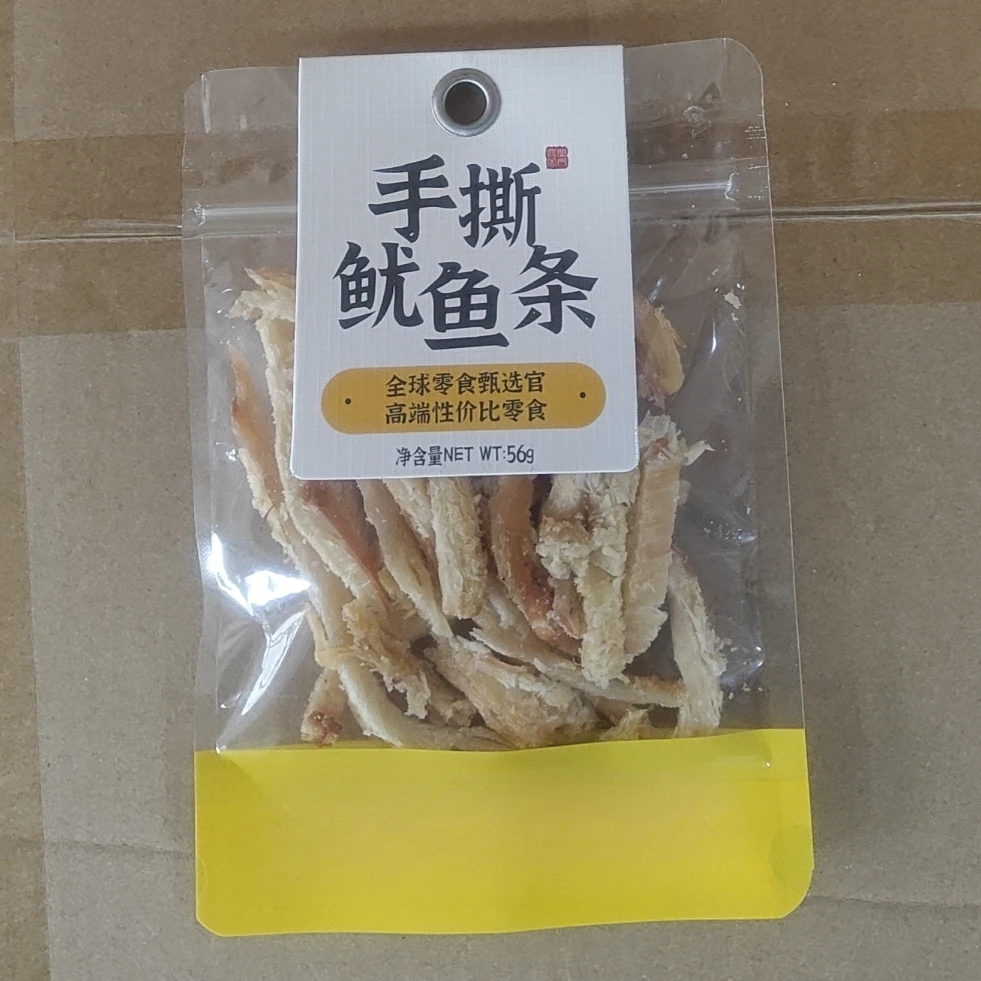 手撕
鱿鱼条
全球零食甄选官
高端性价比零食
净含量NET WT:56g